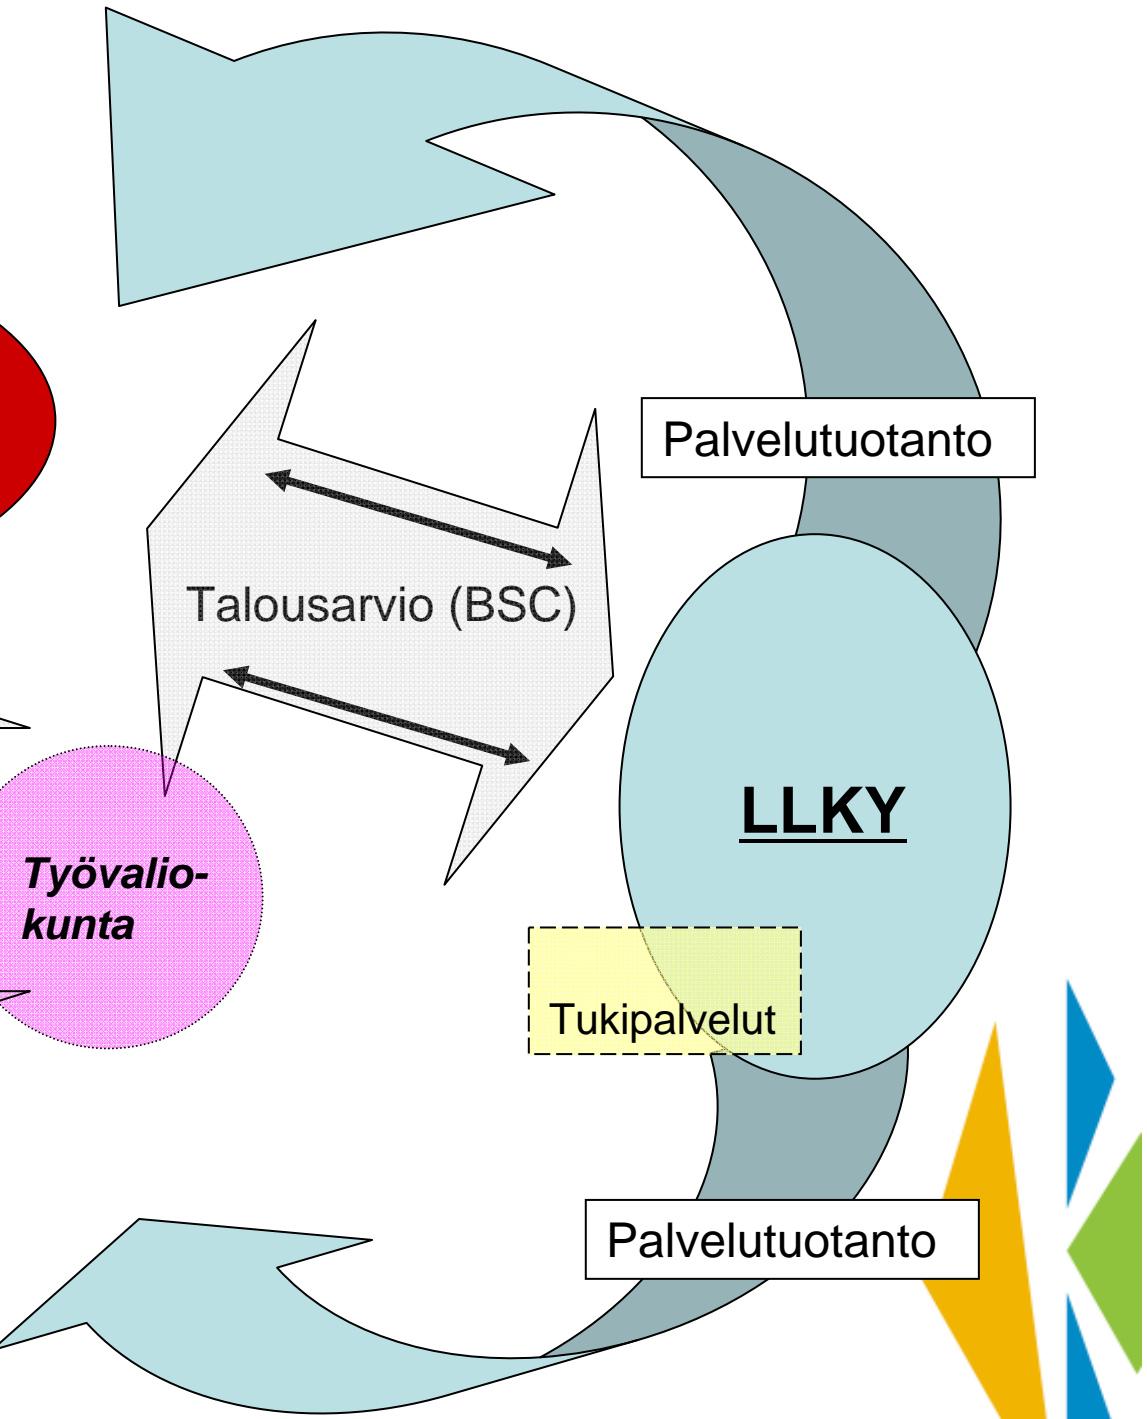 Palvelutuotanto
Talousarvio (BSC)
LLKY
Työvalio-
kunta
Tukipalvelut
Palvelutuotanto